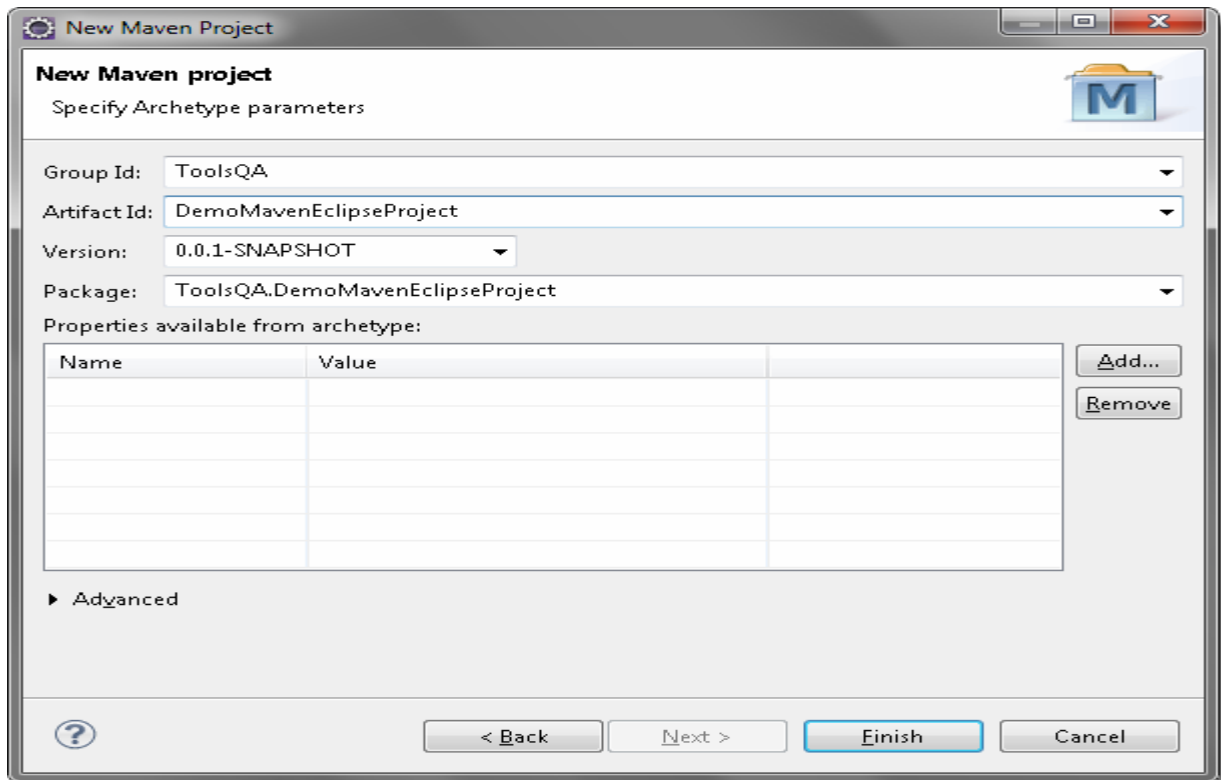 New Maven Project
New Maven project
Specify Archetype parameters
M
Group Id: ToolsQA
Artifact Id: DemoMavenEclipseProject
Version: 0.0.1-SNAPSHOT
Package: ToolsQA.DemoMavenEclipseProject
Properties available from archetype:
Name Value Add...
Remove
Advanced
? < Back Next > Finish Cancel